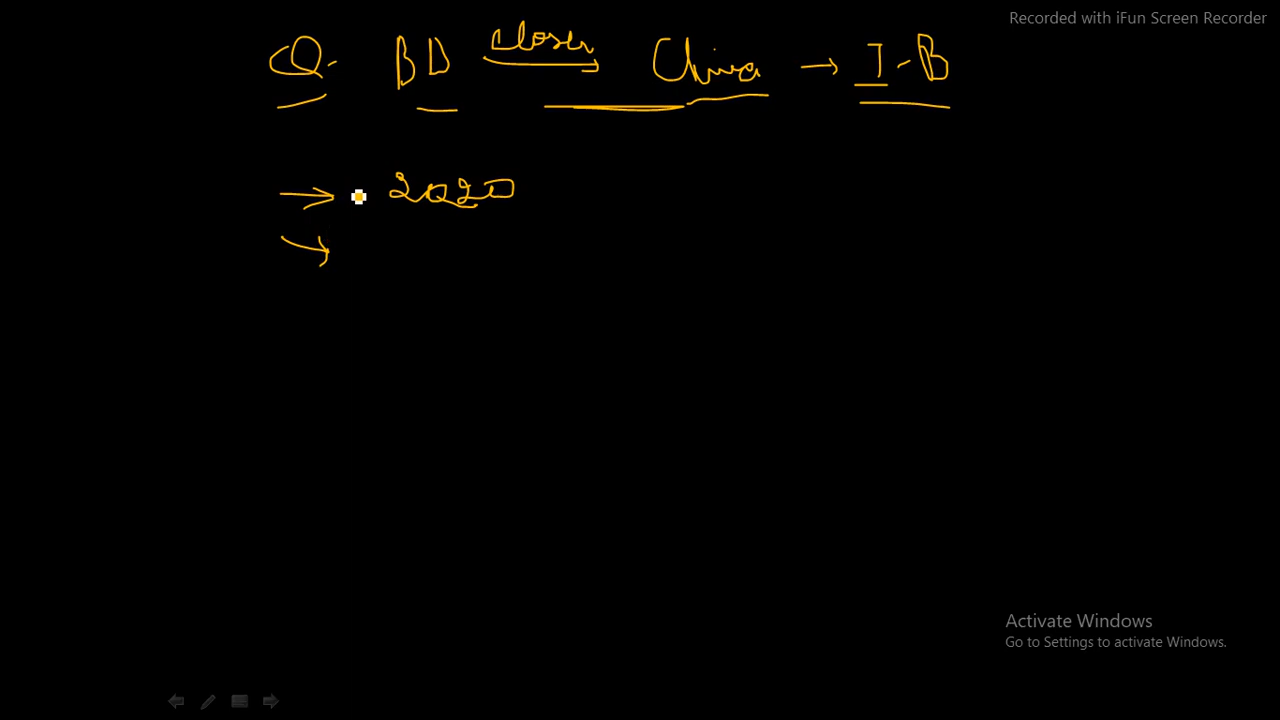 Recorded with iFun Screen Recorder
Q. BD closer → China → I-B
→ 2020
→
Activate Windows
Go to Settings to activate Windows.